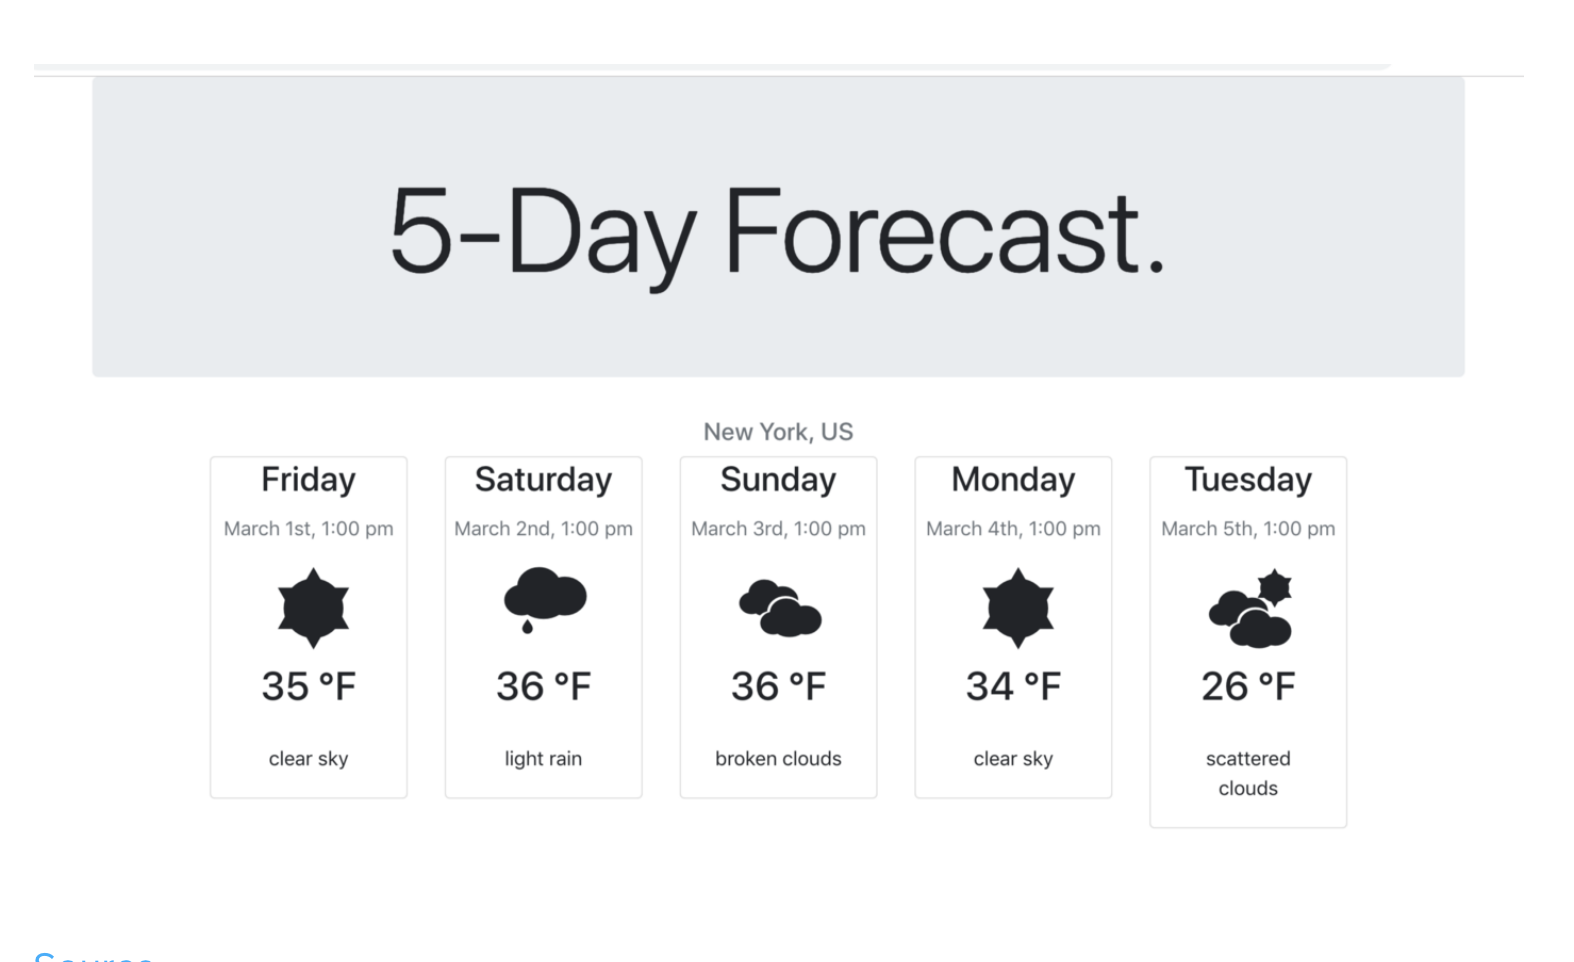 5-Day Forecast.
New York, US
Friday
March 1st, 1:00 pm
35 °F
clear sky
Saturday
March 2nd, 1:00 pm
36 °F
light rain
Sunday
March 3rd, 1:00 pm
36 °F
broken clouds
Monday
March 4th, 1:00 pm
34 °F
clear sky
Tuesday
March 5th, 1:00 pm
26 °F
scattered
clouds